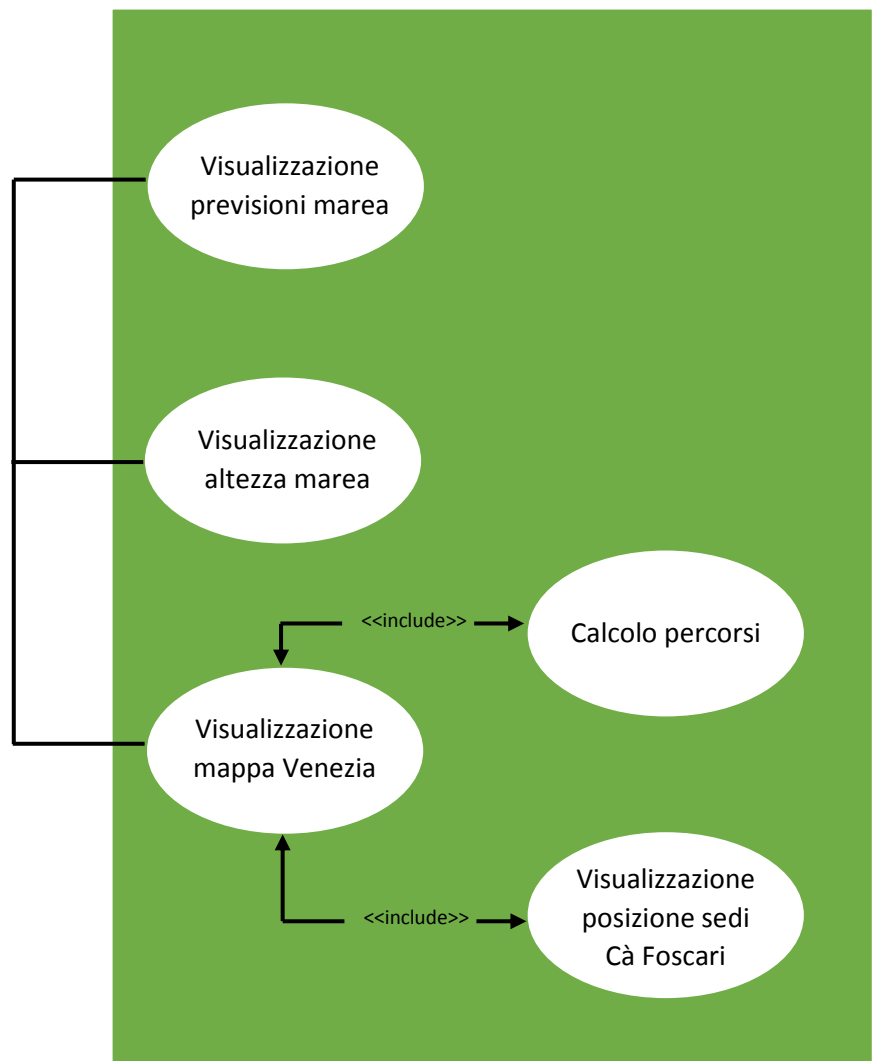 Visualizzazione
previsioni marea
Visualizzazione
altezza marea
<<include>>
Calcolo percorsi
Visualizzazione
mappa Venezia
<<include>>
Visualizzazione
posizione sedi
Cà Foscari